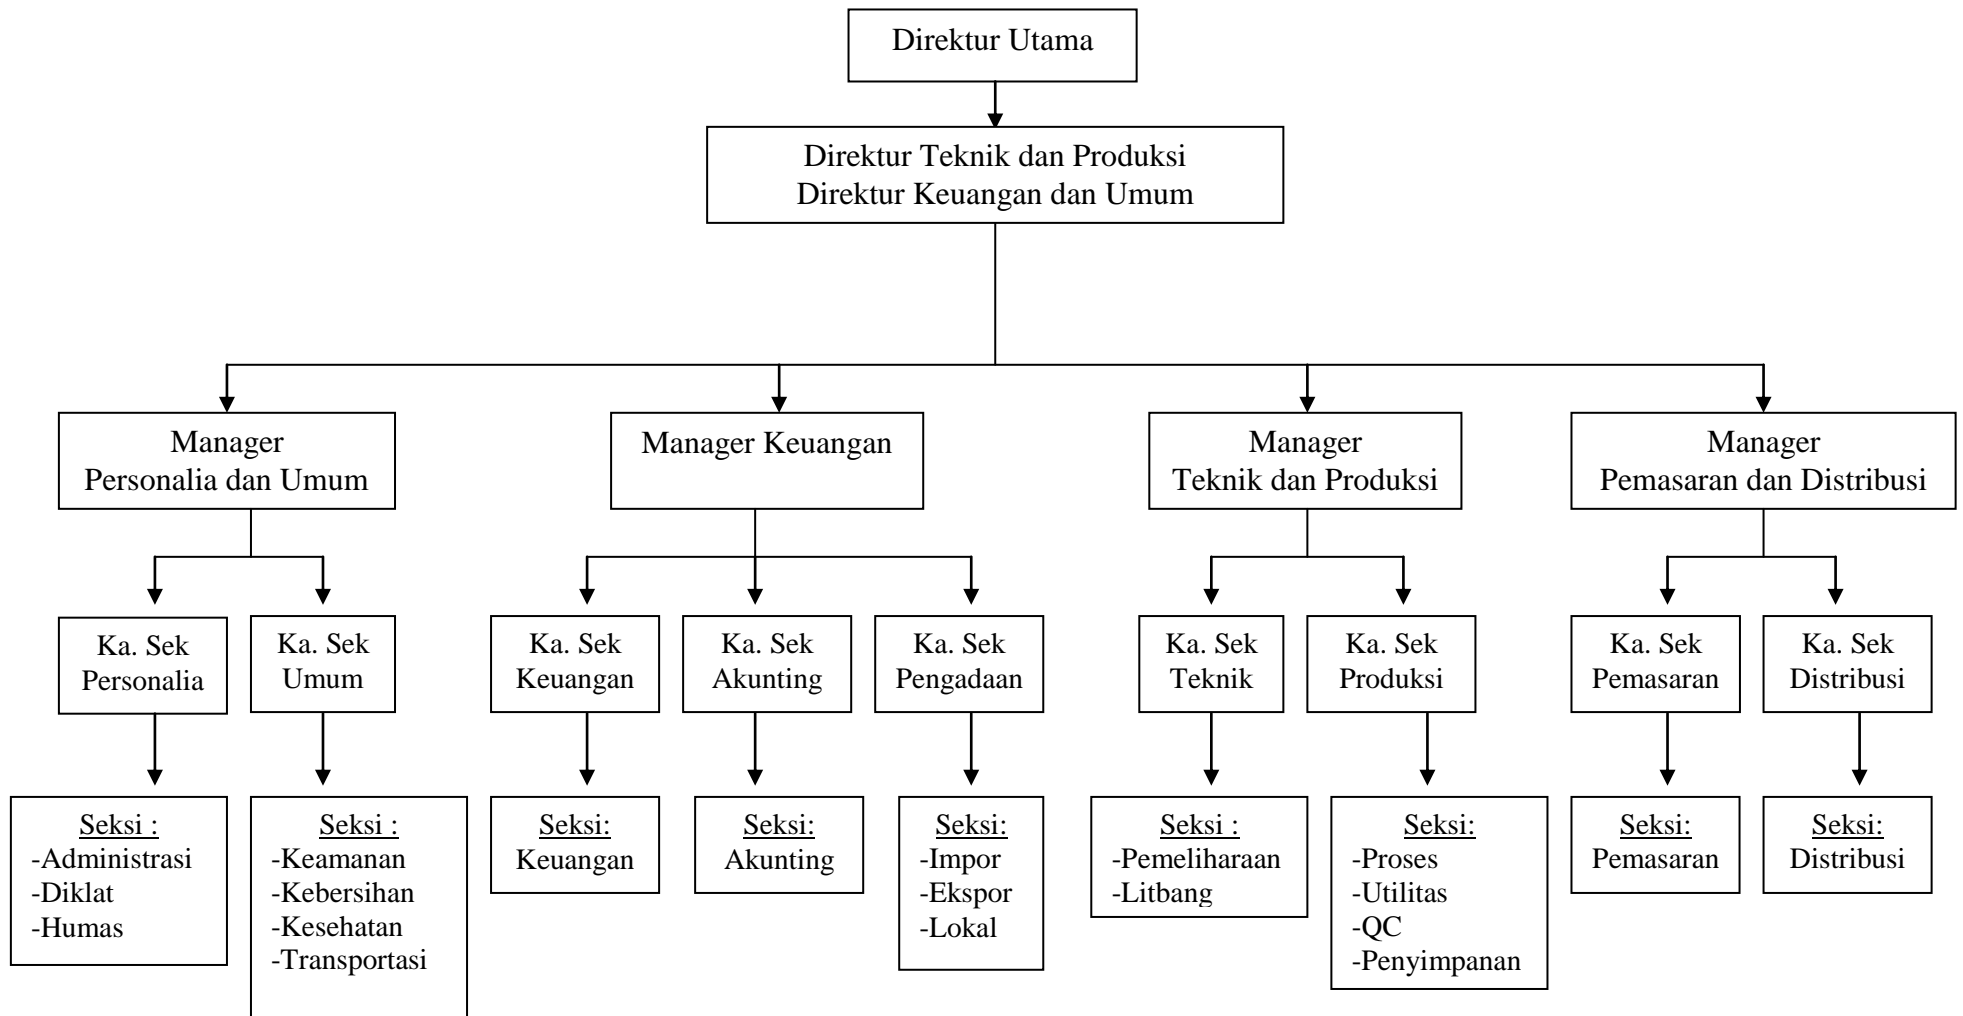 Direktur Utama
Direktur Teknik dan Produksi
Direktur Keuangan dan Umum
Manager
Personalia dan Umum
Manager Keuangan
Manager
Teknik dan Produksi
Manager
Pemasaran dan Distribusi
Ka. Sek
Personalia
Ka. Sek
Umum
Ka. Sek
Keuangan
Ka. Sek
Akunting
Ka. Sek
Pengadaan
Ka. Sek
Teknik
Ka. Sek
Produksi
Ka. Sek
Pemasaran
Ka. Sek
Distribusi
Seksi :
-Administrasi
-Diklat
-Humas
Seksi :
-Keamanan
-Kebersihan
-Kesehatan
-Transportasi
Seksi:
Keuangan
Seksi:
Akunting
Seksi:
-Impor
-Ekspor
-Lokal
Seksi :
-Pemeliharaan
-Litbang
Seksi:
-Proses
-Utilitas
-QC
-Penyimpanan
Seksi:
Pemasaran
Seksi:
Distribusi